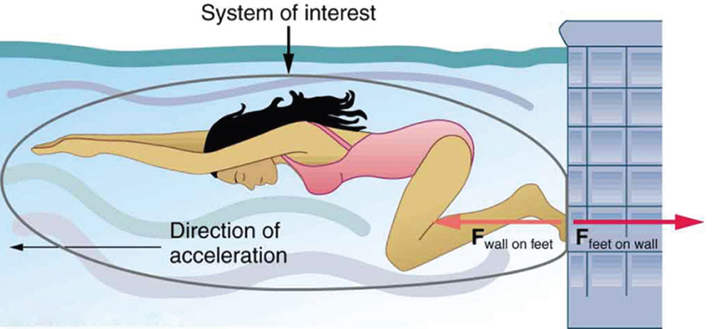 System of interest
Direction of
acceleration
F wall on feet
F feet on wall